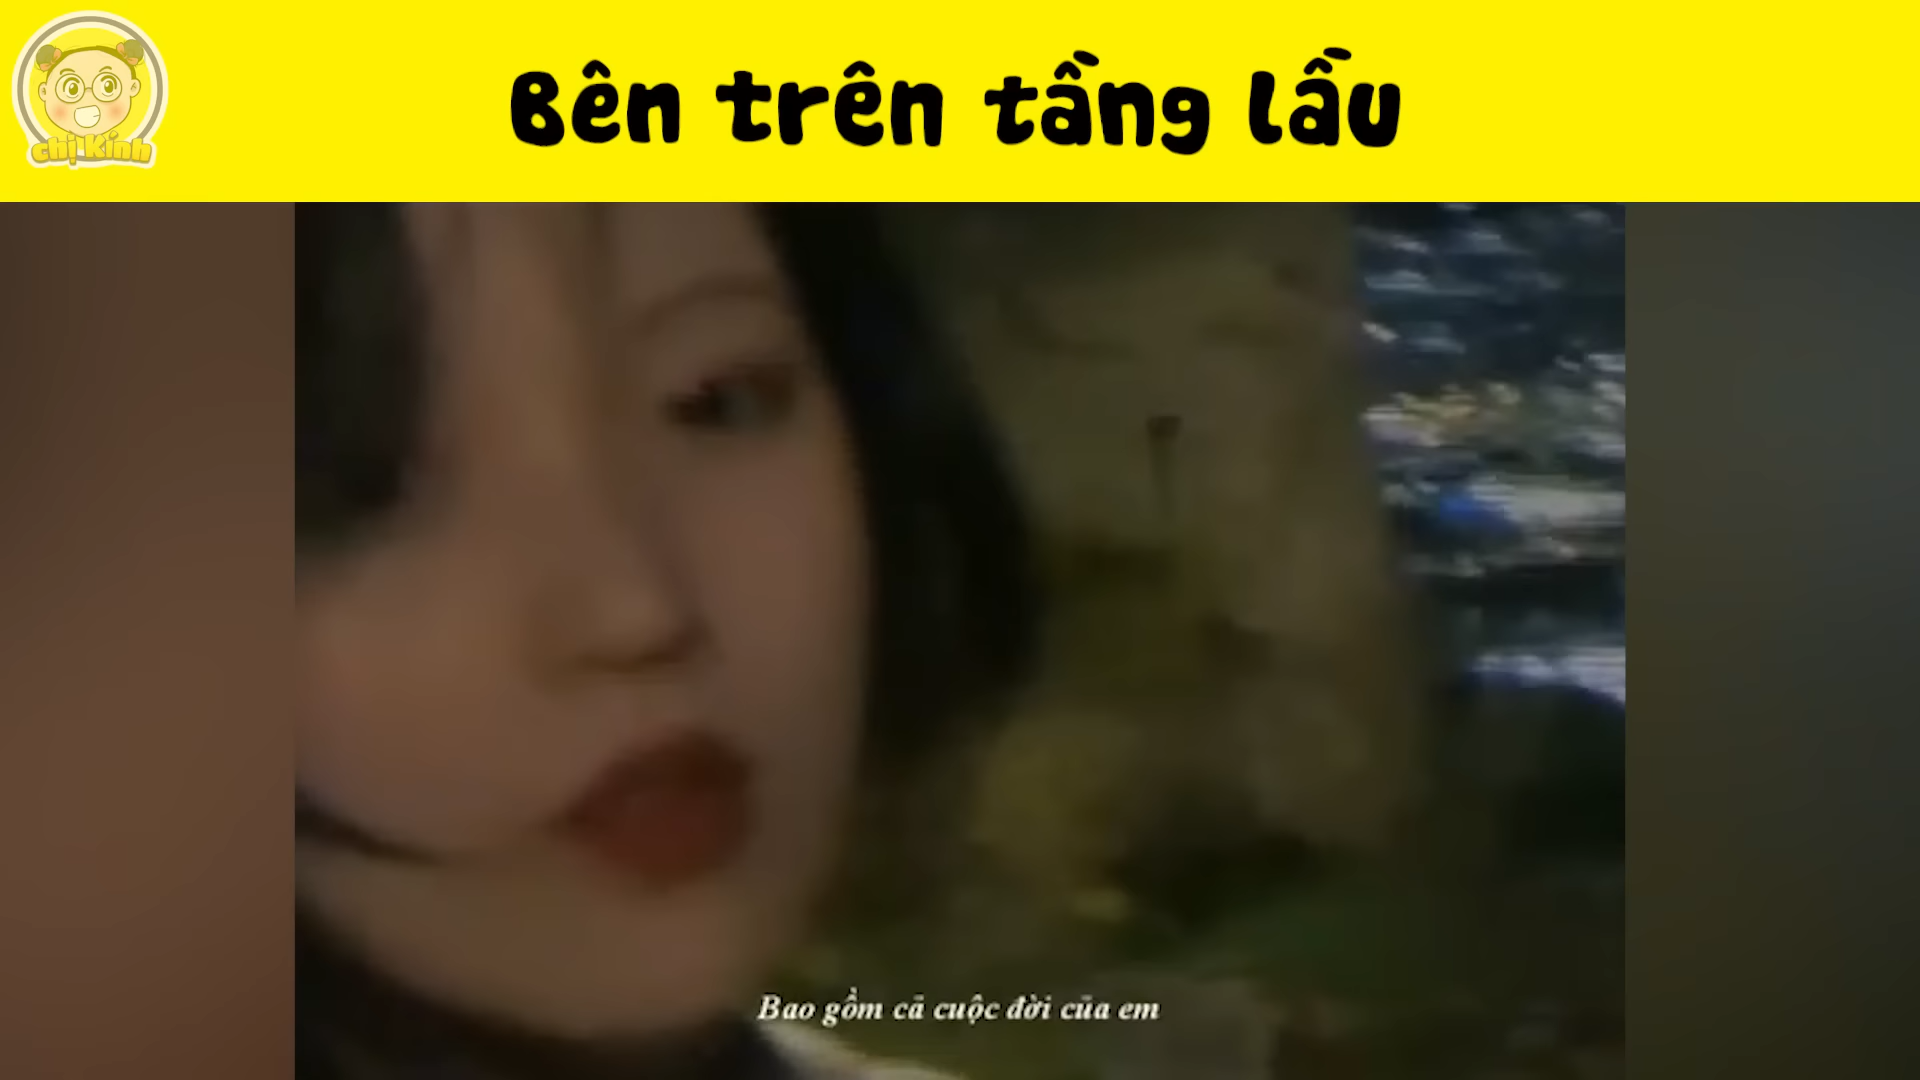 Bên trên tầng lầu
chị Kính
Bao gồm cả cuộc đời của em